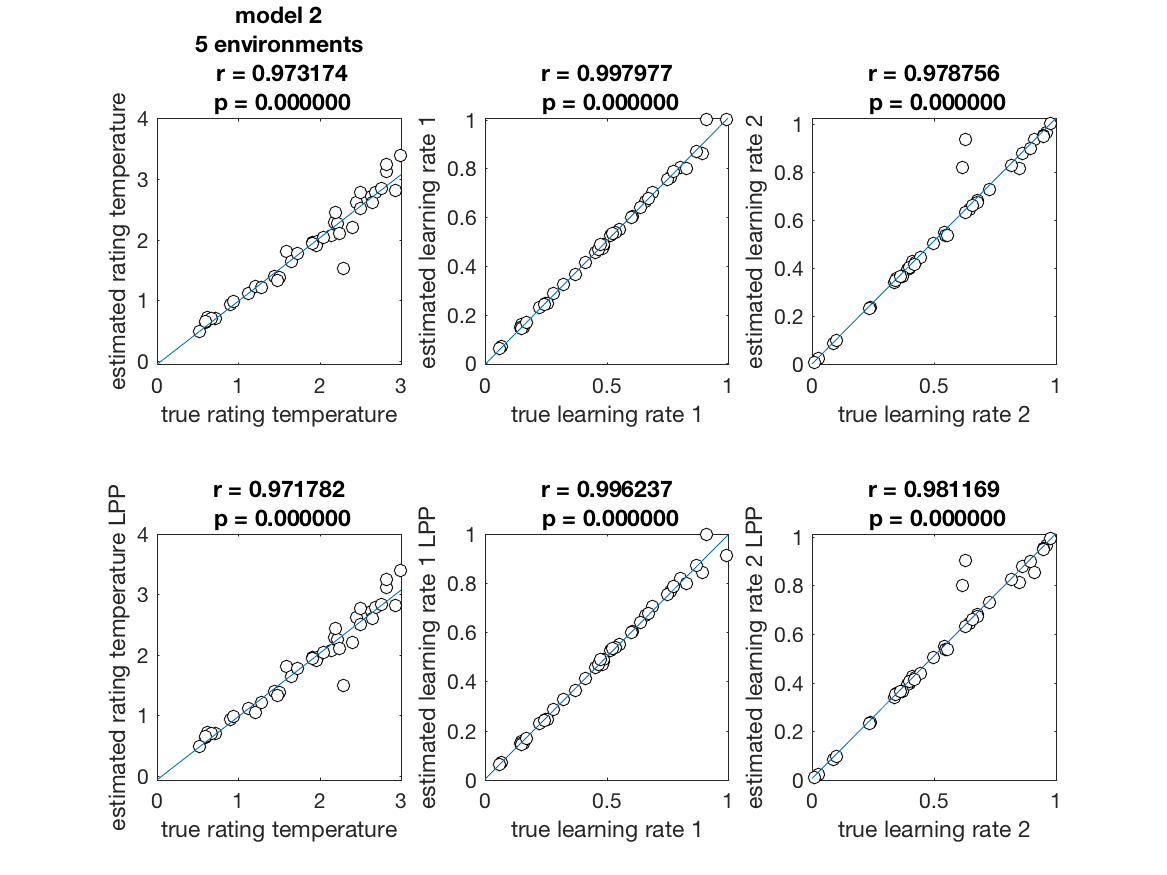 model 2
5 environments
r = 0.973174
p = 0.000000
estimated rating temperature
4
3
2
1
0
0 1 2 3
true rating temperature
r = 0.997977
p = 0.000000
estimated learning rate 1
1
0.8
0.6
0.4
0.2
0
0 0.5 1
true learning rate 1
r = 0.978756
p = 0.000000
estimated learning rate 2
1
0.8
0.6
0.4
0.2
0
0 0.5 1
true learning rate 2
r = 0.971782
p = 0.000000
estimated rating temperature LPP
4
3
2
1
0
0 1 2 3
true rating temperature
r = 0.996237
p = 0.000000
estimated learning rate 1 LPP
1
0.8
0.6
0.4
0.2
0
0 0.5 1
true learning rate 1
r = 0.981169
p = 0.000000
estimated learning rate 2 LPP
1
0.8
0.6
0.4
0.2
0
0 0.5 1
true learning rate 2